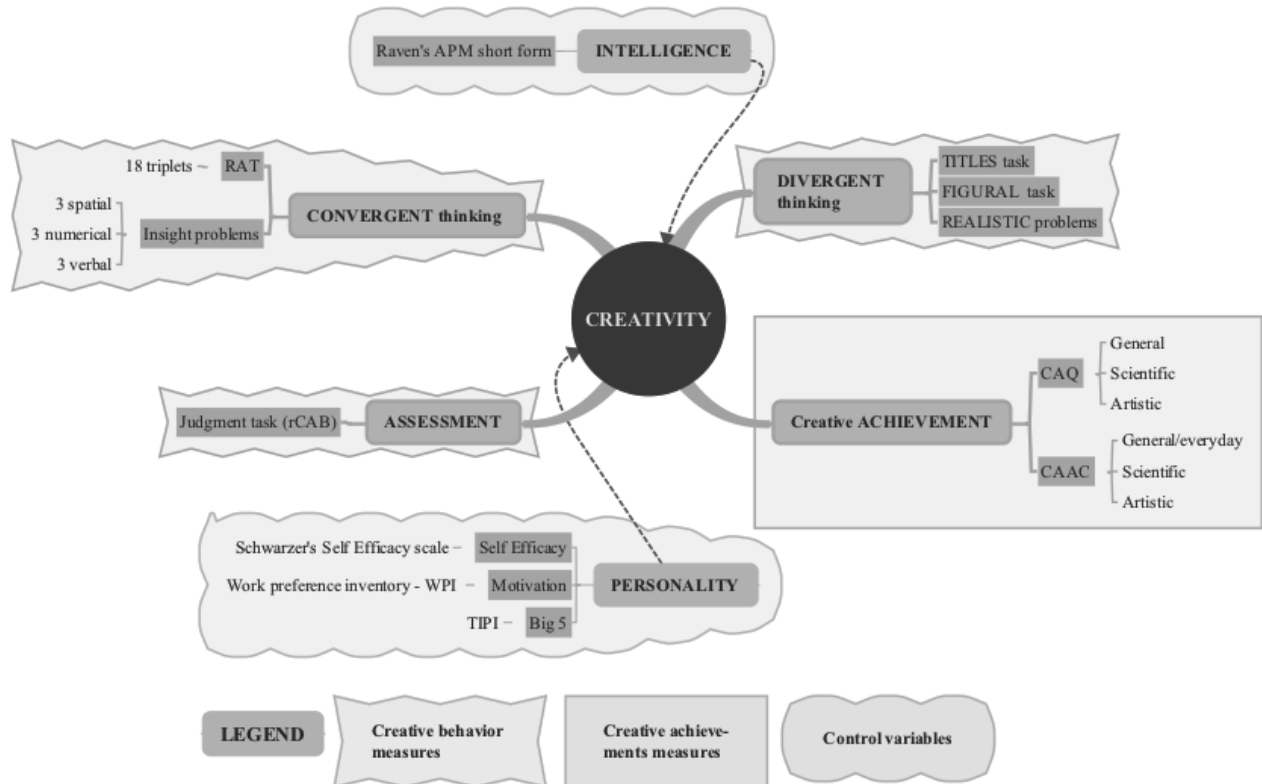 Raven's APM short form
INTELLIGENCE
18 triplets
RAT
3 spatial
3 numerical
3 verbal
Insight problems
CONVERGENT thinking
DIVERGENT
thinking
TITLES task
FIGURAL task
REALISTIC problems
CREATIVITY
Judgment task (rCAB)
ASSESSMENT
Creative ACHIEVEMENT
CAQ
General
Scientific
Artistic
CAAC
General/everyday
Scientific
Artistic
Schwarzer's Self Efficacy scale
Self Efficacy
Work preference inventory - WPI
Motivation
TIPI
Big 5
PERSONALITY
LEGEND
Creative behavior
measures
Creative achieve-
ments measures
Control variables